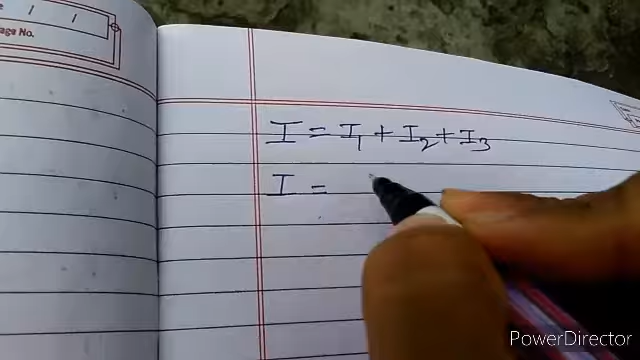 / /
age No.
I = I₁ + I₂ + I₃
I =
PowerDirector